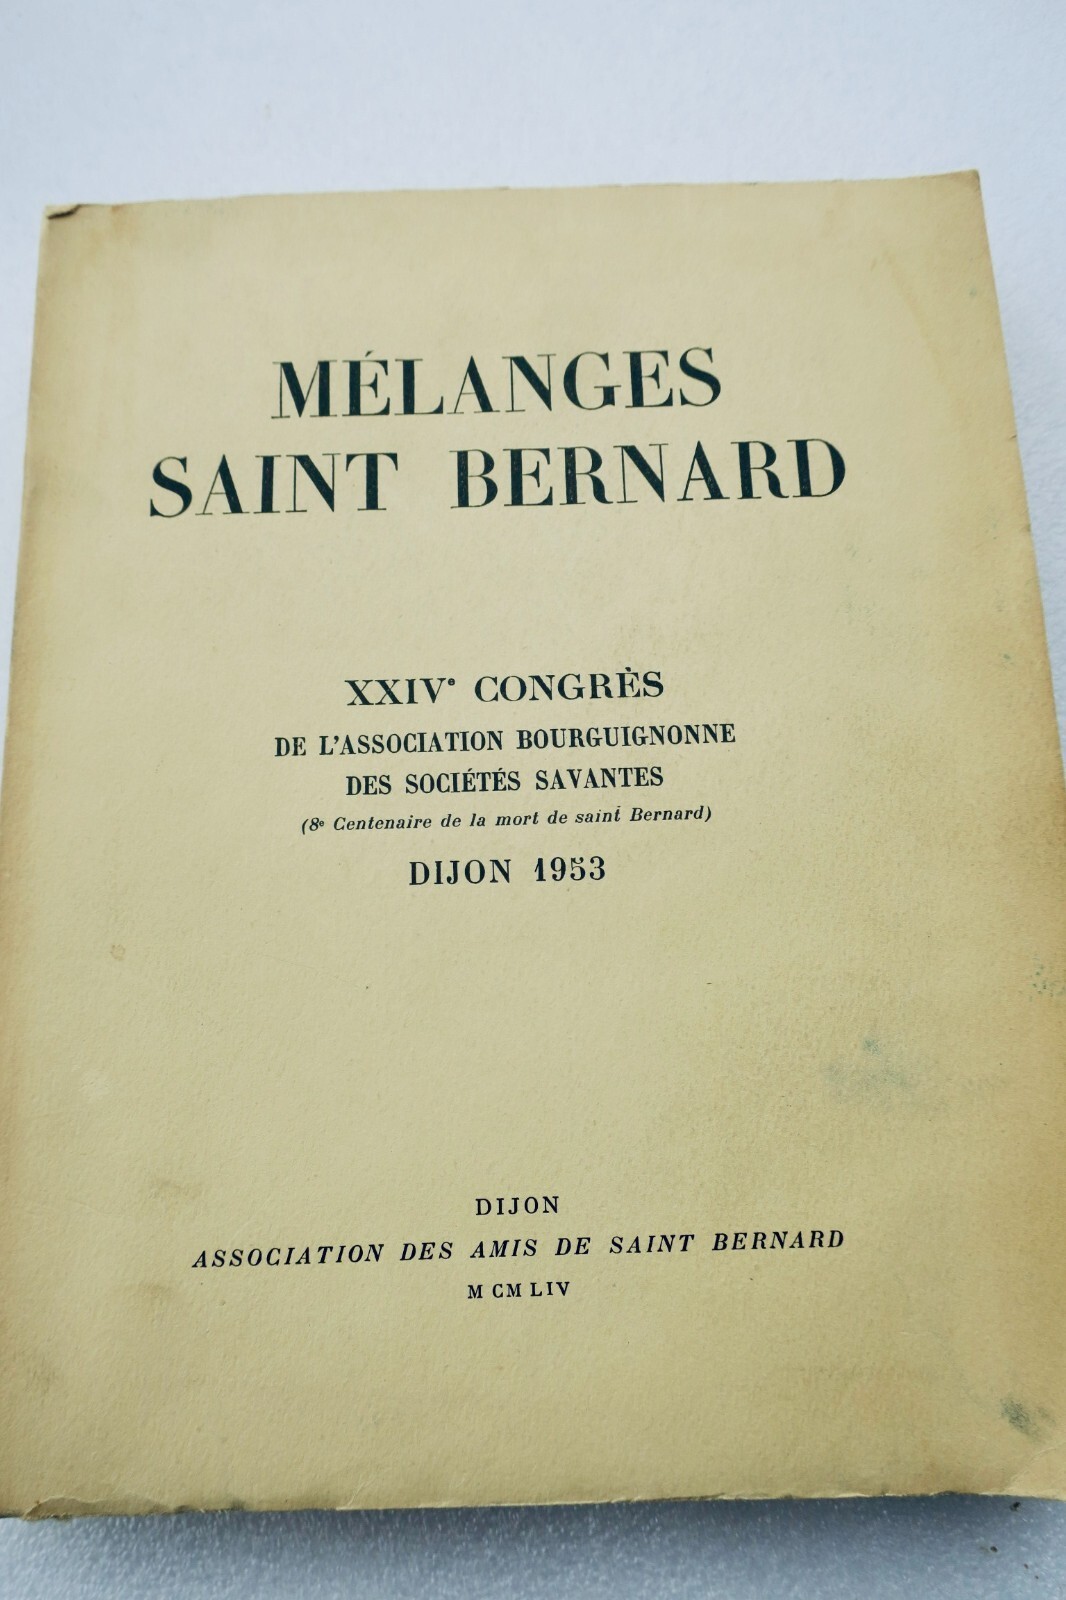 MÉLANGES
SAINT BERNARD
XXIVe CONGRÈS
DE L'ASSOCIATION BOURGUIGNONNE
DES SOCIÉTÉS SAVANTES
(8e Centenaire de la mort de saint Bernard)
DIJON 1953
DIJON
ASSOCIATION DES AMIS DE SAINT BERNARD
M CM LIV